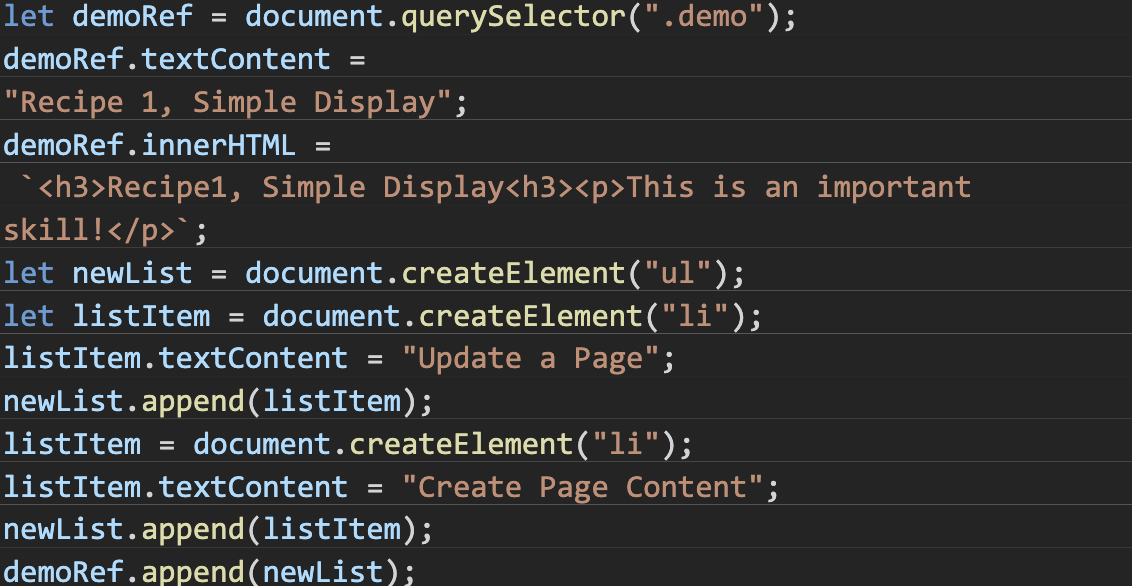 let demoRef = document.querySelector(".demo");
demoRef.textContent =
"Recipe 1, Simple Display";
demoRef.innerHTML =
 `<h3>Recipe1, Simple Display<h3><p>This is an important
skill!</p>`;
let newList = document.createElement("ul");
let listItem = document.createElement("li");
listItem.textContent = "Update a Page";
newList.append(listItem);
listItem = document.createElement("li");
listItem.textContent = "Create Page Content";
newList.append(listItem);
demoRef.append(newList);